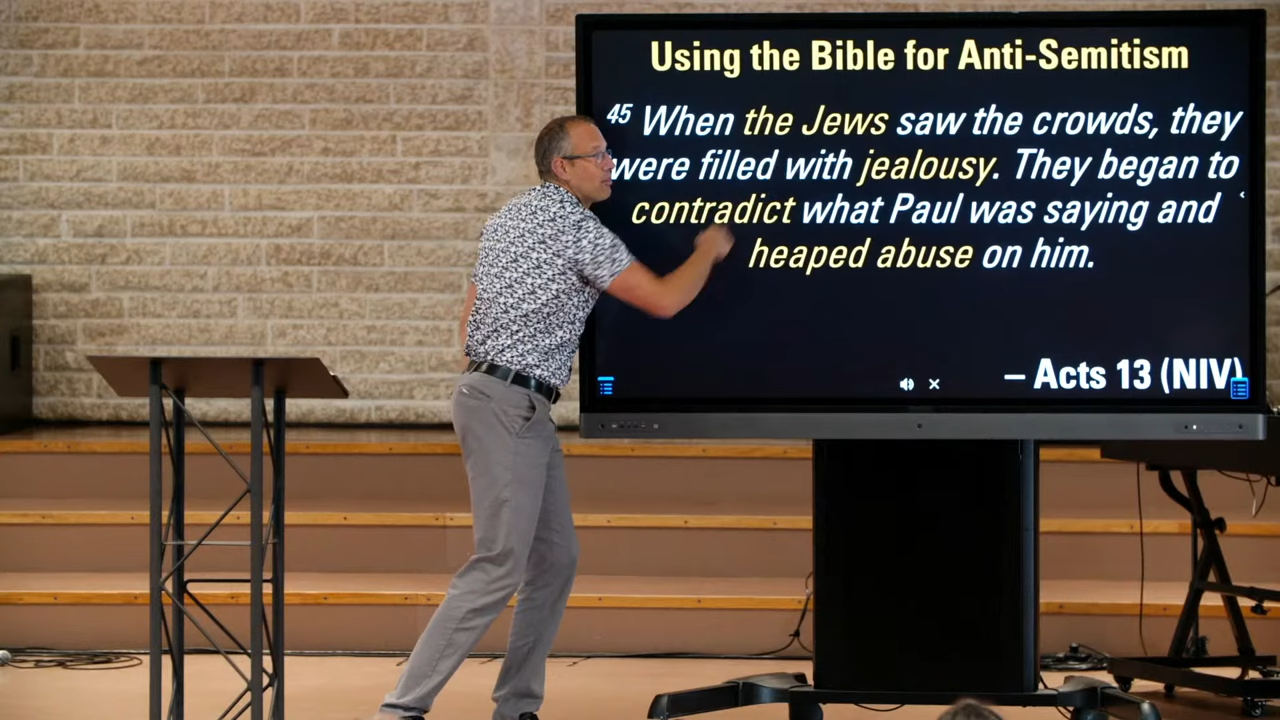 Using the Bible for Anti-Semitism
45 When the Jews saw the crowds, they
were filled with jealousy. They began to
contradict what Paul was saying and
heaped abuse on him.
– Acts 13 (NIV)